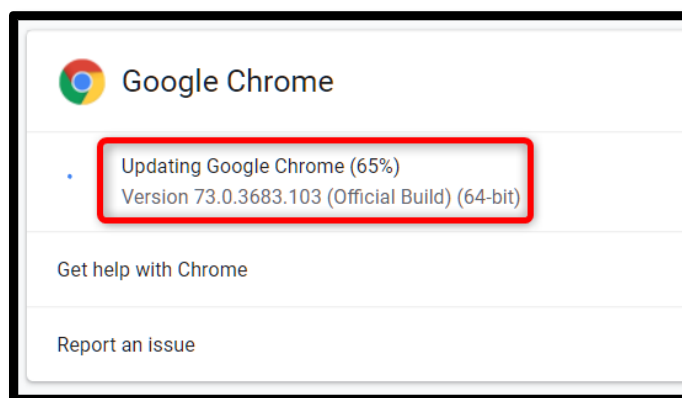 Google Chrome
Updating Google Chrome (65%)
Version 73.0.3683.103 (Official Build) (64-bit)
Get help with Chrome
Report an issue